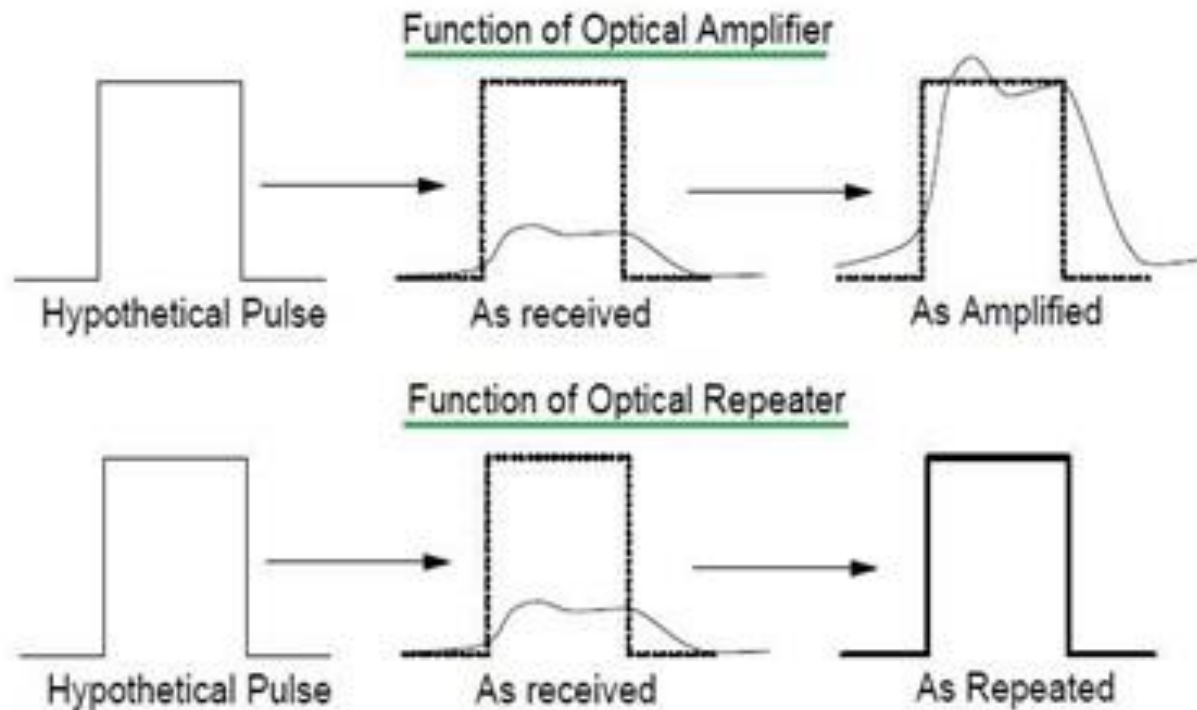 Function of Optical Amplifier
Hypothetical Pulse
As received
As Amplified
Function of Optical Repeater
Hypothetical Pulse
As received
As Repeated